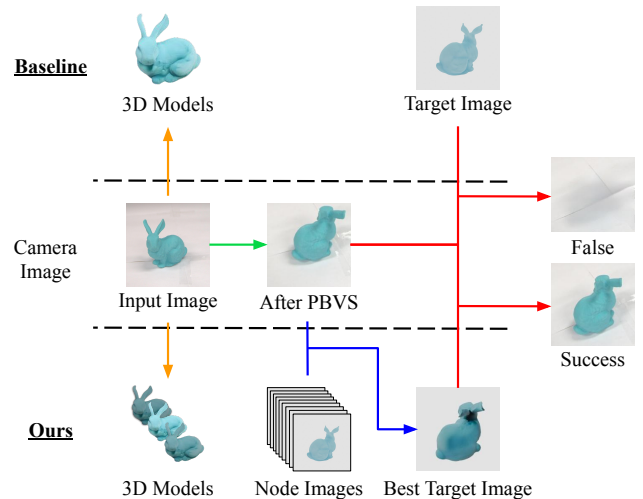 Baseline
3D Models
Target Image
Camera
Image
Input Image
After PBVS
False
Success
Ours
3D Models
Node Images
Best Target Image